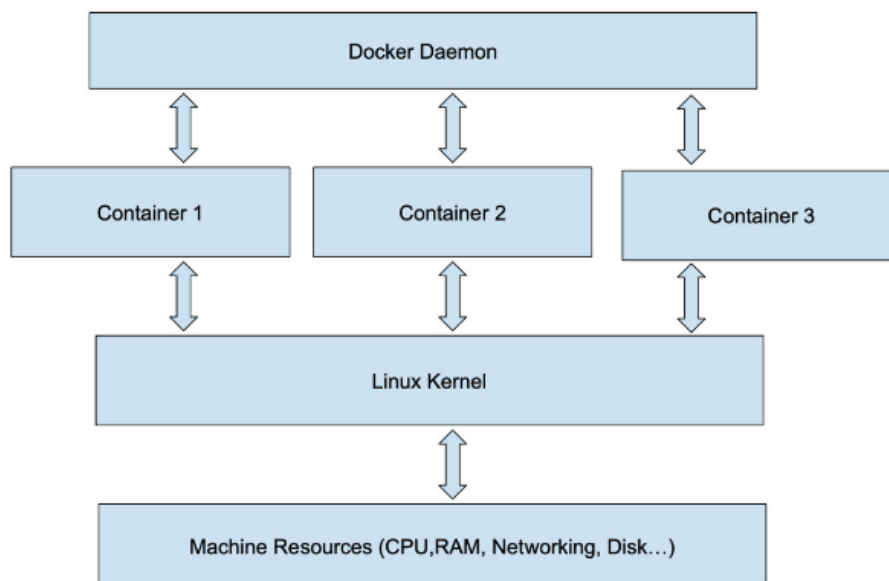 Docker Daemon
Container 1
Container 2
Container 3
Linux Kernel
Machine Resources (CPU,RAM, Networking, Disk…)